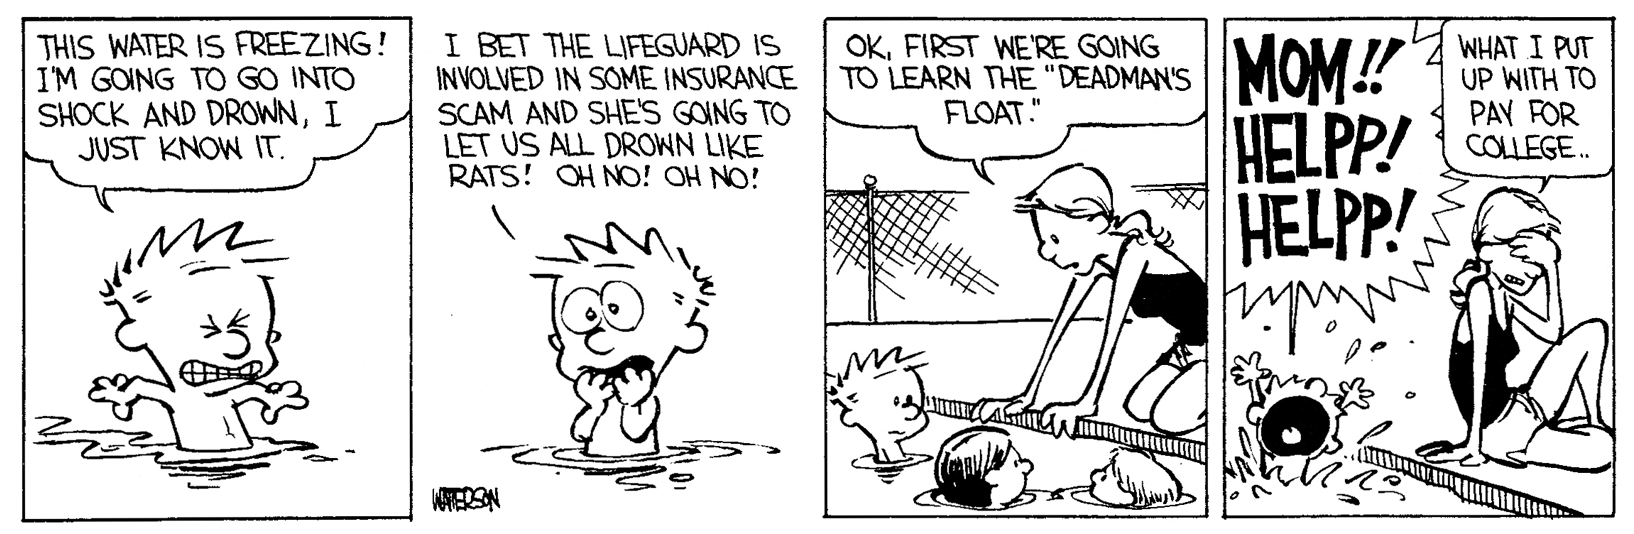 THIS WATER IS FREEZING!
I'M GOING TO GO INTO
SHOCK AND DROWN, I
JUST KNOW IT.
I BET THE LIFEGUARD IS
INVOLVED IN SOME INSURANCE
SCAM AND SHE'S GOING TO
LET US ALL DROWN LIKE
RATS! OH NO! OH NO!
WATTERSON
OK, FIRST WE'RE GOING
TO LEARN THE "DEADMAN'S
FLOAT."
MOM!!
HELPP!
HELPP!
WHAT I PUT
UP WITH TO
PAY FOR
COLLEGE..